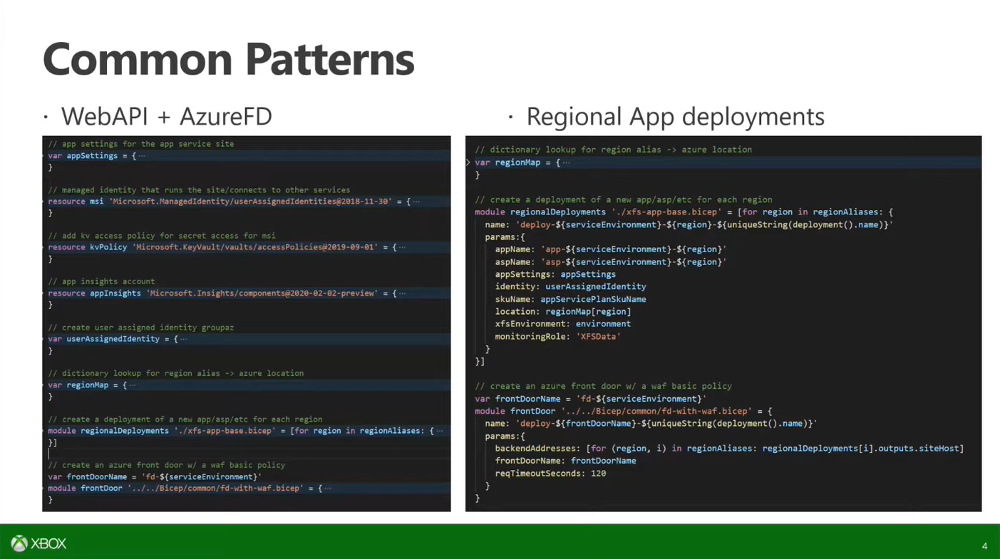 Common Patterns
· WebAPI + AzureFD
// app settings for the app service site
var appSettings = { ···
}
// managed identity that runs the site/connects to other services
resource msi 'Microsoft.ManagedIdentity/userAssignedIdentities@2018-11-30' = { ···
}
// add kv access policy for secret access for msi
resource kvPolicy 'Microsoft.KeyVault/vaults/accessPolicies@2019-09-01' = { ···
}
// app insights account
resource appInsights 'Microsoft.Insights/components@2020-02-02-preview' = { ···
}
// create user assigned identity groupaz
var userAssignedIdentity = { ···
}
// dictionary lookup for region alias -> azure location
var regionMap = { ···
}
// create a deployment of a new app/asp/etc for each region
module regionalDeployments './xfs-app-base.bicep' = [for region in regionAliases: { ···
}]
// create an azure front door w/ a waf basic policy
var frontDoorName = 'fd-${serviceEnvironment}'
module frontDoor '../../Bicep/common/fd-with-waf.bicep' = { ···
}
· Regional App deployments
// dictionary lookup for region alias -> azure location
var regionMap = { ···
}
// create a deployment of a new app/asp/etc for each region
module regionalDeployments './xfs-app-base.bicep' = [for region in regionAliases: {
name: 'deploy-${serviceEnvironment}-${region}-${uniqueString(deployment().name)}'
params:{
appName: 'app-${serviceEnvironment}-${region}'
aspName: 'asp-${serviceEnvironment}-${region}'
appSettings: appSettings
identity: userAssignedIdentity
skuName: appServicePlanSkuName
location: regionMap[region]
xfsEnvironment: environment
monitoringRole: 'XFSData'
}
}]
// create an azure front door w/ a waf basic policy
var frontDoorName = 'fd-${serviceEnvironment}'
module frontDoor '../../Bicep/common/fd-with-waf.bicep' = {
name: 'deploy-${frontDoorName}-${uniqueString(deployment().name)}'
params:{
backendAddresses: [for (region, i) in regionAliases: regionalDeployments[i].outputs.siteHost]
frontDoorName: frontDoorName
reqTimeoutSeconds: 120
}
}
XBOX
4